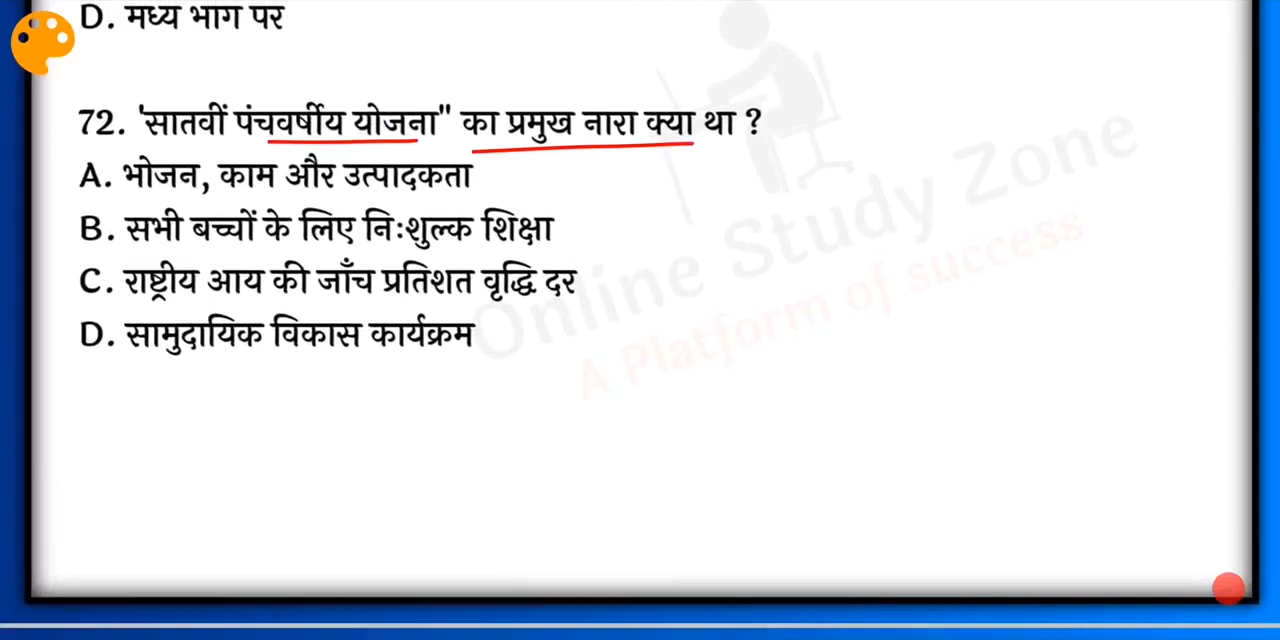 D. मध्य भाग पर
72. 'सातवीं पंचवर्षीय योजना" का प्रमुख नारा क्या था ?
A. भोजन, काम और उत्पादकता
B. सभी बच्चों के लिए निःशुल्क शिक्षा
C. राष्ट्रीय आय की जाँच प्रतिशत वृद्धि दर
D. सामुदायिक विकास कार्यक्रम
Online Study Zone
A Platform of success